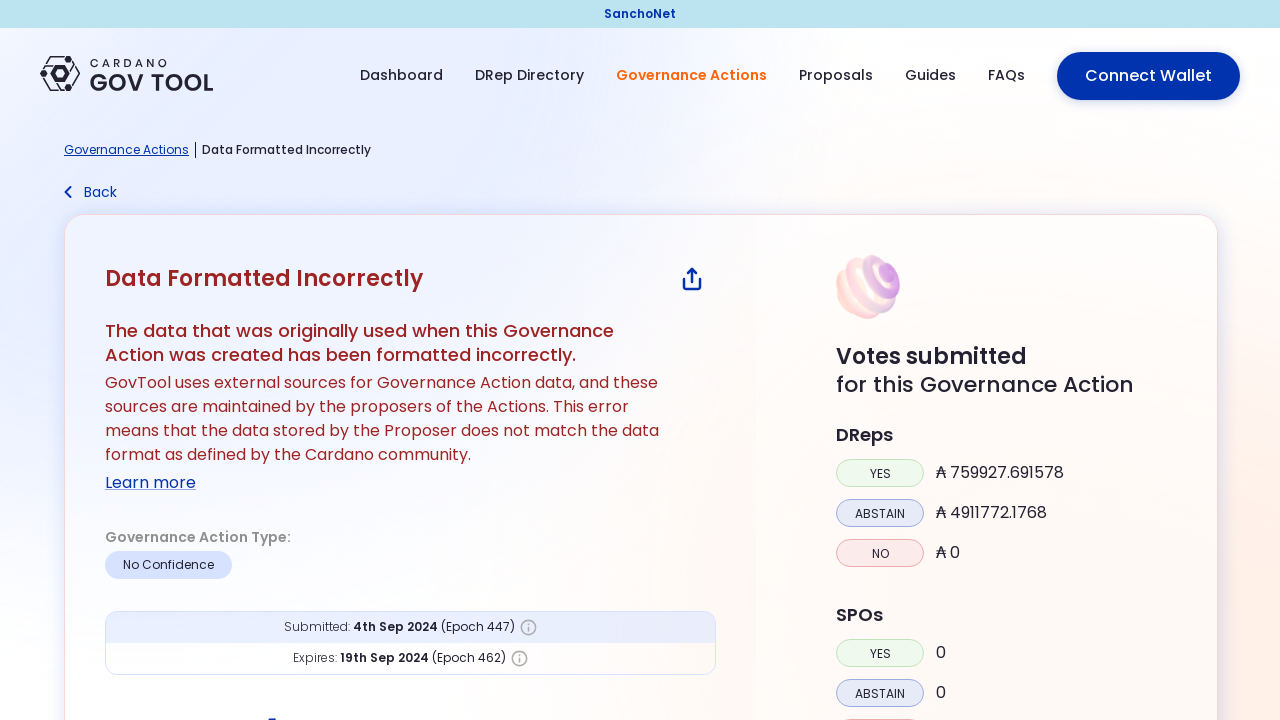 SanchoNet
CARDANO
GOV TOOL
Dashboard
DRep Directory
Governance Actions
Proposals
Guides
FAQs
Connect Wallet
Governance Actions | Data Formatted Incorrectly
Back
Data Formatted Incorrectly
The data that was originally used when this Governance
Action was created has been formatted incorrectly.
GovTool uses external sources for Governance Action data, and these
sources are maintained by the proposers of the Actions. This error
means that the data stored by the Proposer does not match the data
format as defined by the Cardano community.
Learn more
Governance Action Type:
No Confidence
Submitted: 4th Sep 2024 (Epoch 447)
Expires: 19th Sep 2024 (Epoch 462)
Votes submitted
for this Governance Action
DReps
YES ₳ 759927.691578
ABSTAIN ₳ 4911772.1768
NO ₳ 0
SPOs
YES 0
ABSTAIN 0